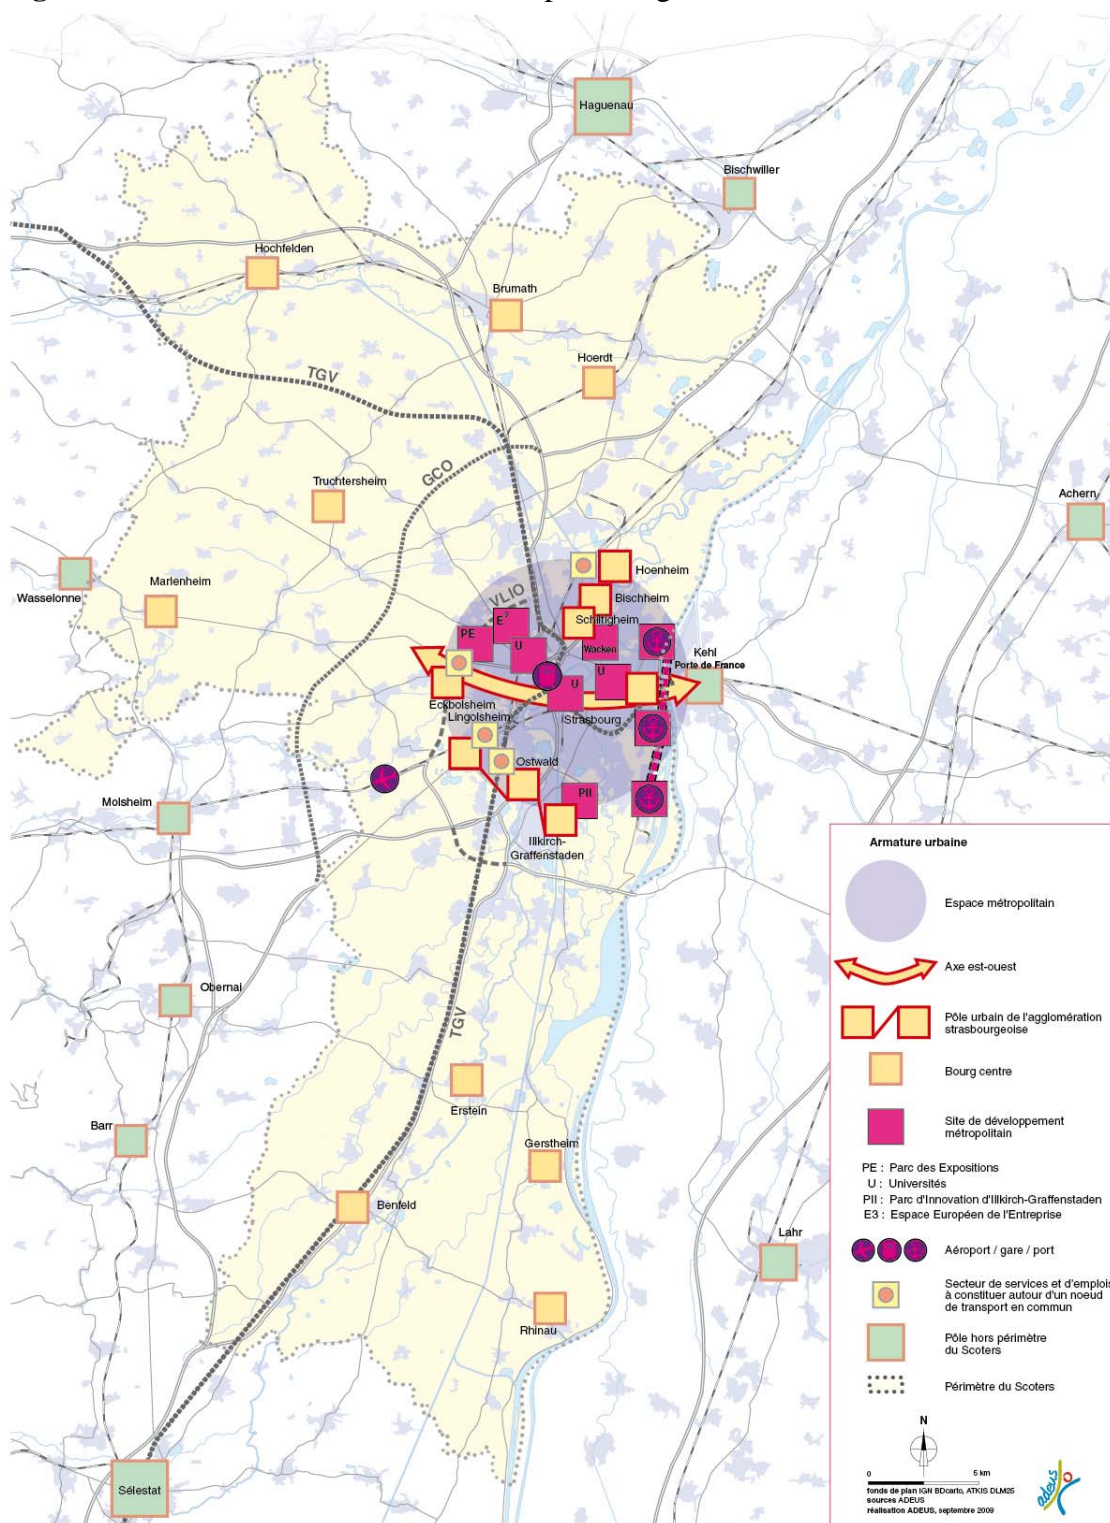 Haguenau
Bischwiller
Hochfelden
Brumath
Hoerdt
TGV
GCO
Truchtersheim
Achern
Wasselonne
Marlenheim
Hoenheim
Bischheim
VLIO
Schiltigheim
E3
PE
U
Wacken
Kehl
Porte de France
U
U
Eckbolsheim
Lingolsheim
Strasbourg
Ostwald
Molsheim
PII
Illkirch-
Graffenstaden
Obernai
TGV
Erstein
Barr
Gerstheim
Benfeld
Lahr
Rhinau
Sélestat
Armature urbaine
Espace métropolitain
Axe est-ouest
Pôle urbain de l'agglomération
strasbourgeoise
Bourg centre
Site de développement
métropolitain
PE : Parc des Expositions
U : Universités
PII : Parc d'Innovation d'Illkirch-Graffenstaden
E3 : Espace Européen de l'Entreprise
Aéroport / gare / port
Secteur de services et d'emplois
à constituer autour d'un noeud
de transport en commun
Pôle hors périmètre
du Scoters
Périmètre du Scoters
N
0 5 km
fonds de plan IGN BDcarto, ATKIS DLM25
sources ADEUS
réalisation ADEUS, septembre 2009
adeus